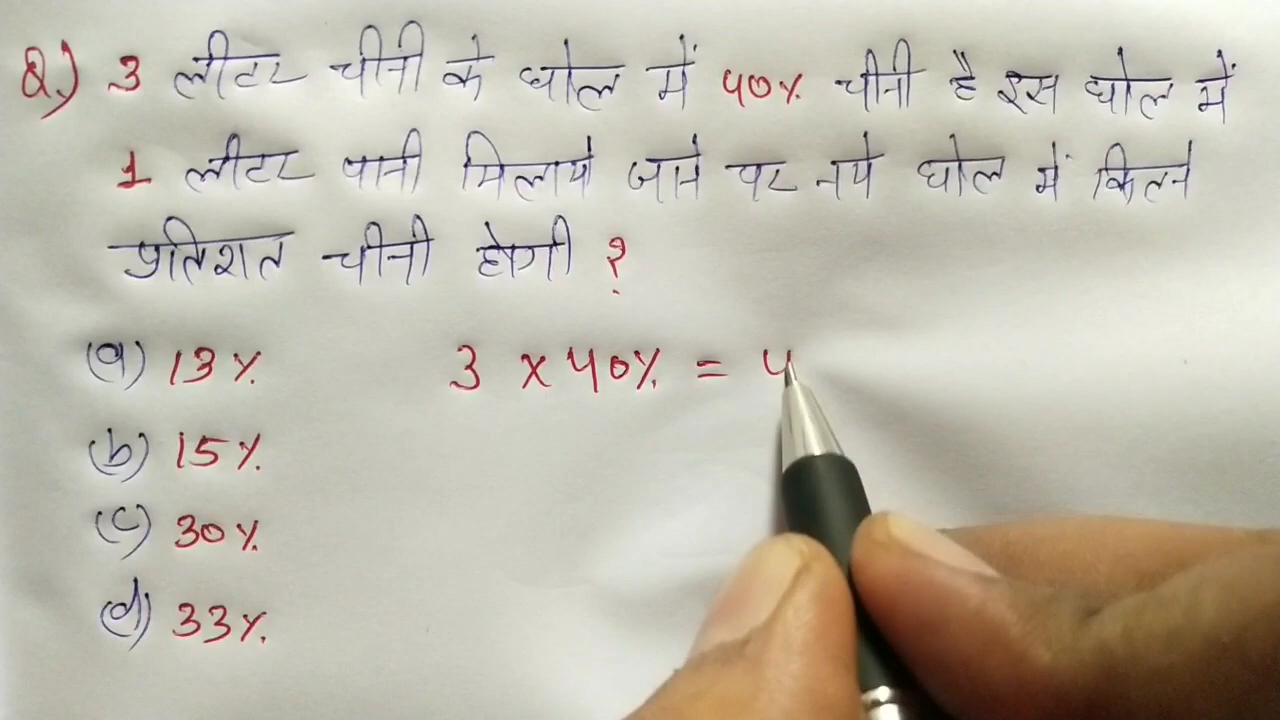 Q.) 3 लीटर चीनी के घोल में 40% चीनी है इस घोल में
1 लीटर पानी मिलाये जाने पर नये घोल में कितने
प्रतिशत चीनी होगी ?
(a) 13%
3 × 40% = 4
(b) 15%
(c) 30%
(d) 33%